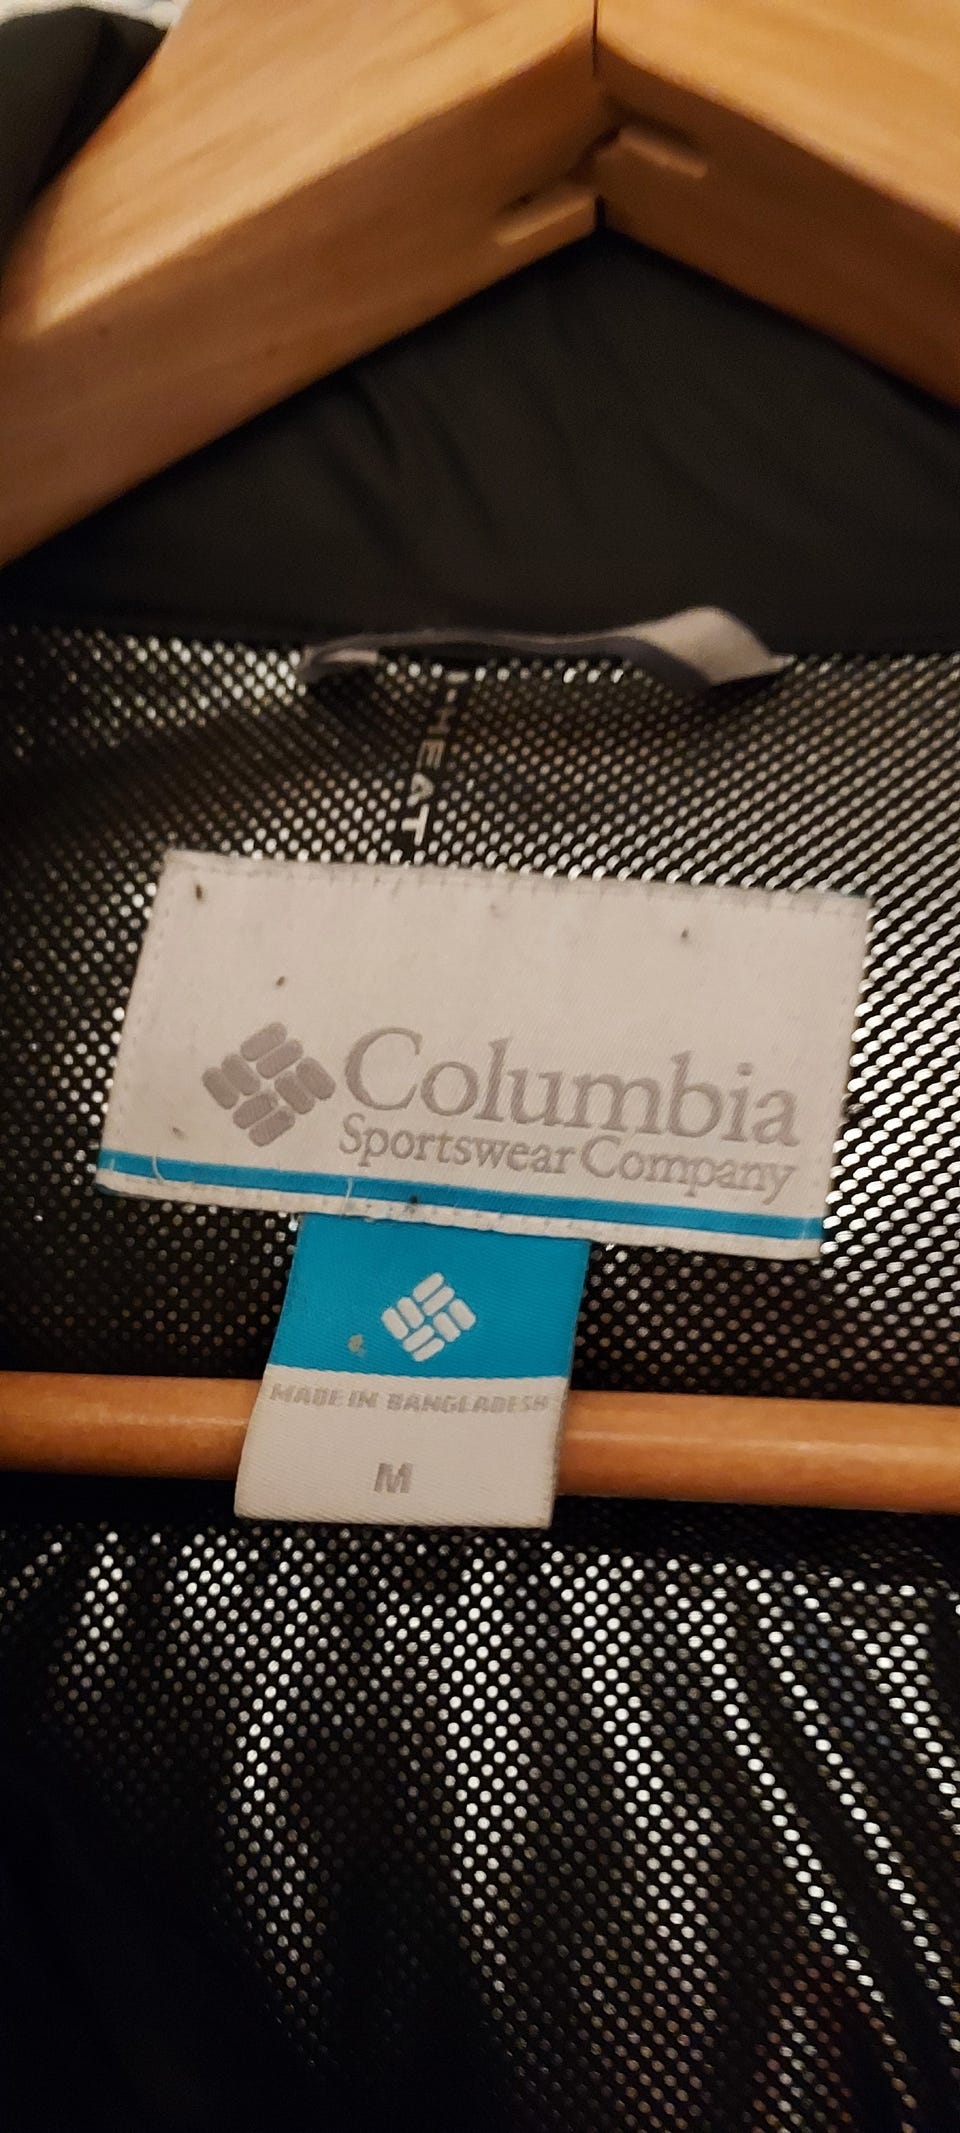 HEAT
Columbia
Sportswear Company
MADE IN BANGLADESH
M